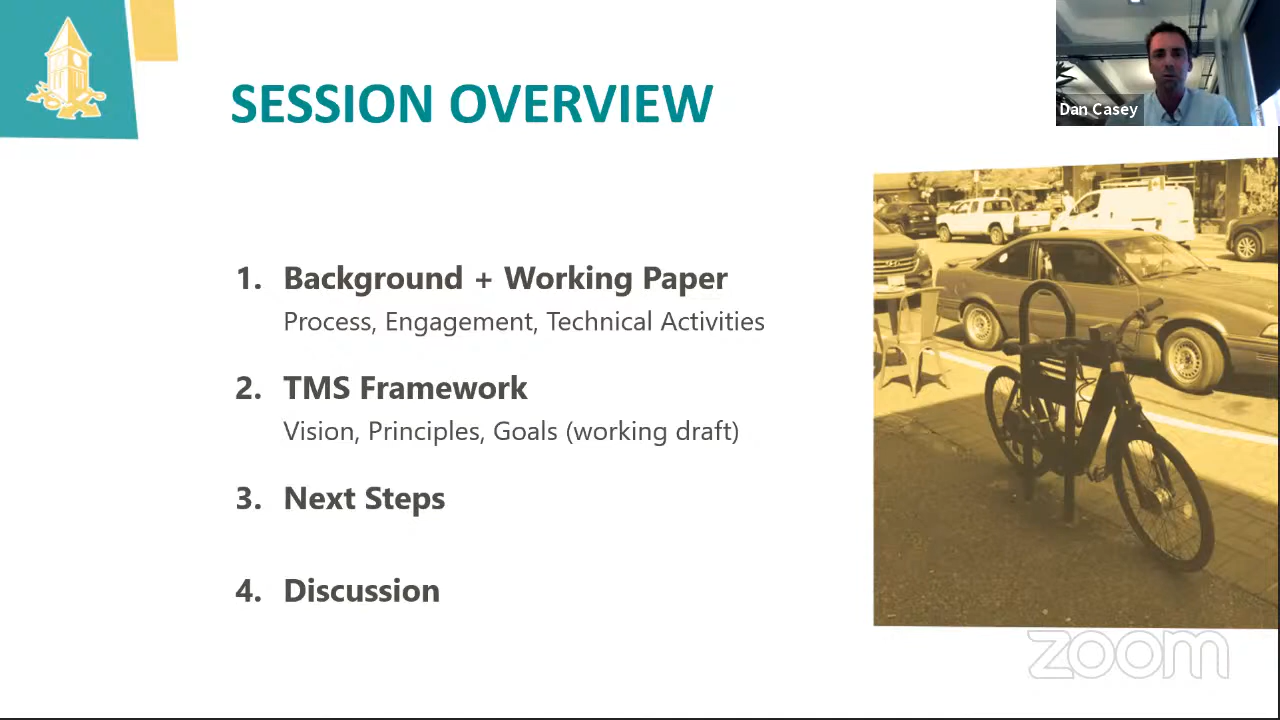 SESSION OVERVIEW
Dan Casey
1. Background + Working Paper
Process, Engagement, Technical Activities
2. TMS Framework
Vision, Principles, Goals (working draft)
3. Next Steps
4. Discussion
zoom